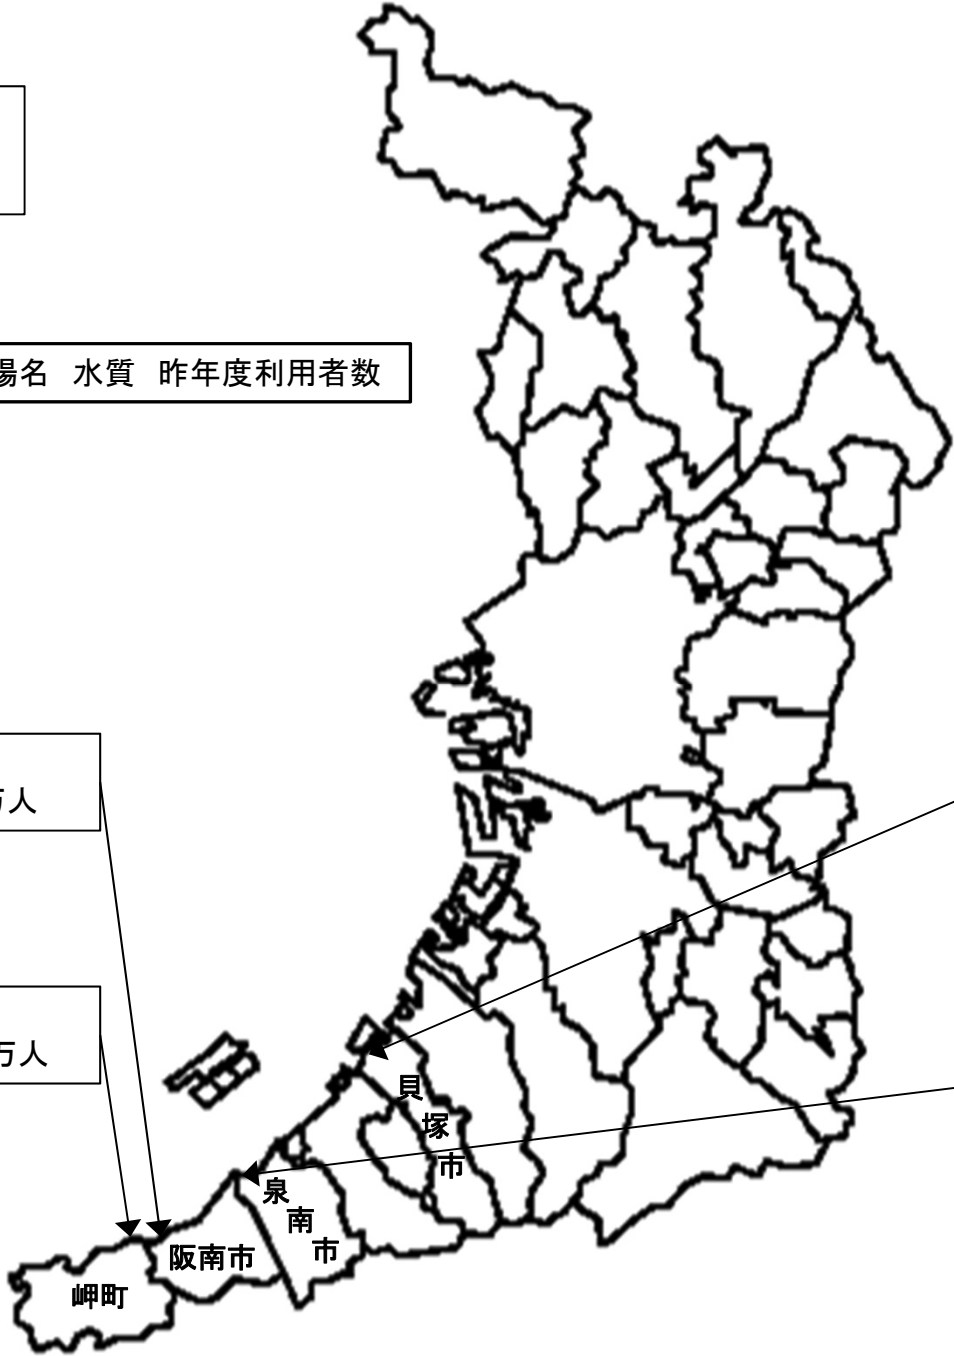 場名 水質 昨年度利用者数
万人
万人
貝塚市
泉南市
阪南市
岬町